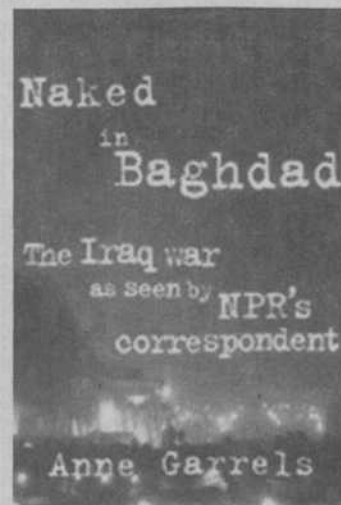 Naked
in
Baghdad
The Iraq war
as seen by NPR's
correspondent
Anne Garrels